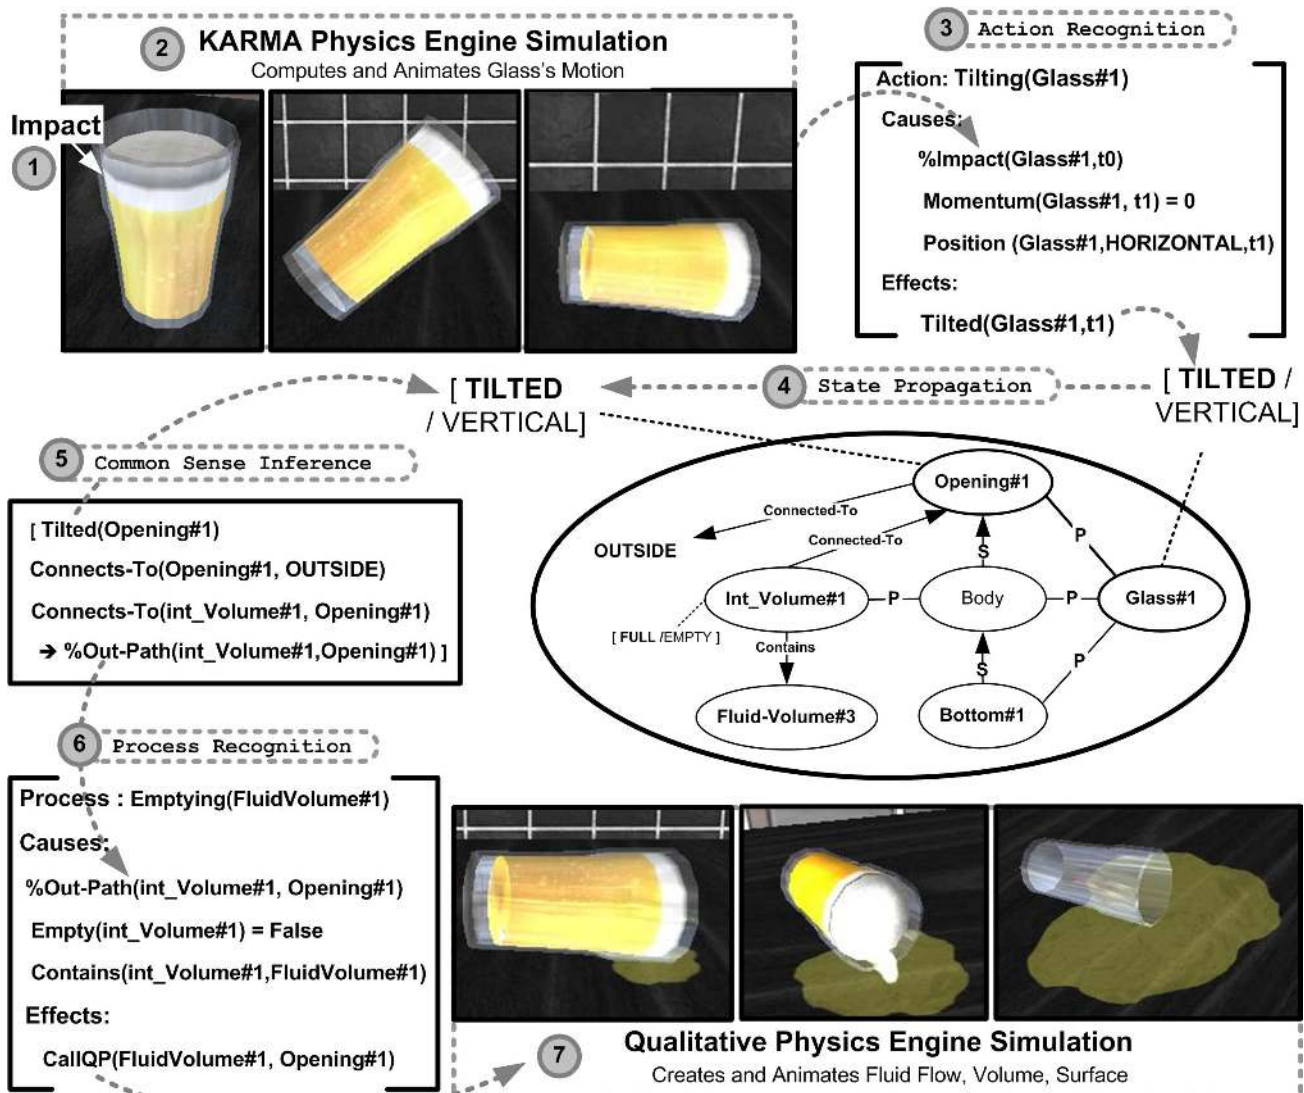 2 KARMA Physics Engine Simulation
Computes and Animates Glass's Motion
Impact
1
3 Action Recognition
Action: Tilting(Glass#1)
Causes:
%Impact(Glass#1,t0)
Momentum(Glass#1, t1) = 0
Position (Glass#1,HORIZONTAL,t1)
Effects:
Tilted(Glass#1,t1)
[ TILTED
/ VERTICAL]
4 State Propagation
[ TILTED /
VERTICAL]
5 Common Sense Inference
[ Tilted(Opening#1)
Connects-To(Opening#1, OUTSIDE)
Connects-To(int_Volume#1, Opening#1)
➔ %Out-Path(int_Volume#1,Opening#1) ]
Opening#1
Connected-To
Connected-To
OUTSIDE
P
S
Int_Volume#1
P
Body
P
Glass#1
[ FULL /EMPTY ]
Contains
S
P
Fluid-Volume#3
Bottom#1
6 Process Recognition
Process : Emptying(FluidVolume#1)
Causes:
%Out-Path(int_Volume#1, Opening#1)
Empty(int_Volume#1) = False
Contains(int_Volume#1,FluidVolume#1)
Effects:
CallQP(FluidVolume#1, Opening#1)
7 Qualitative Physics Engine Simulation
Creates and Animates Fluid Flow, Volume, Surface